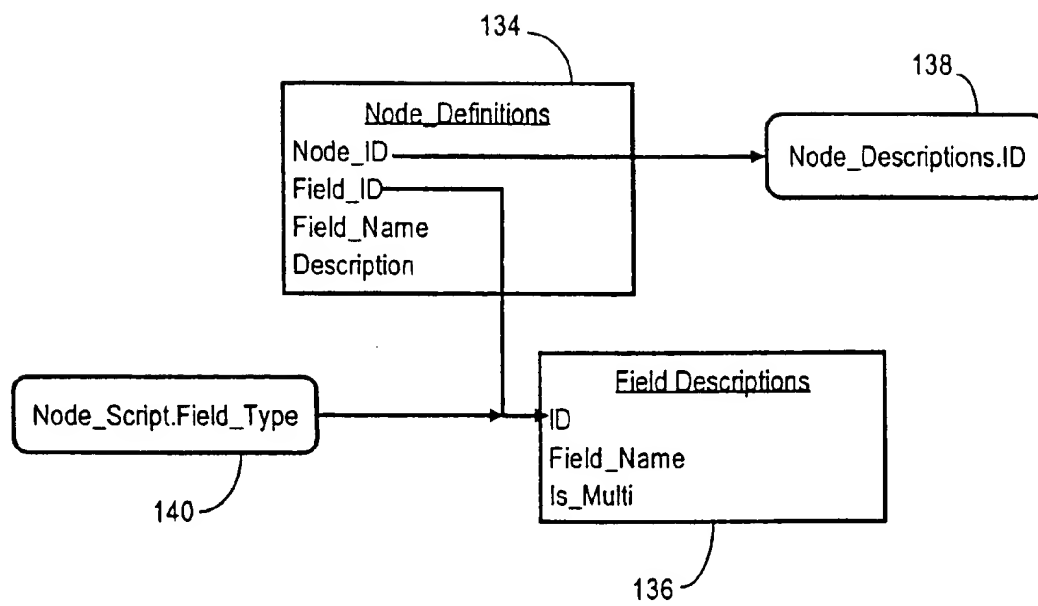 134
138
Node_Definitions
Node_ID
Field_ID
Field_Name
Description
Node_Descriptions.ID
Node_Script.Field_Type
140
Field Descriptions
ID
Field_Name
Is_Multi
136